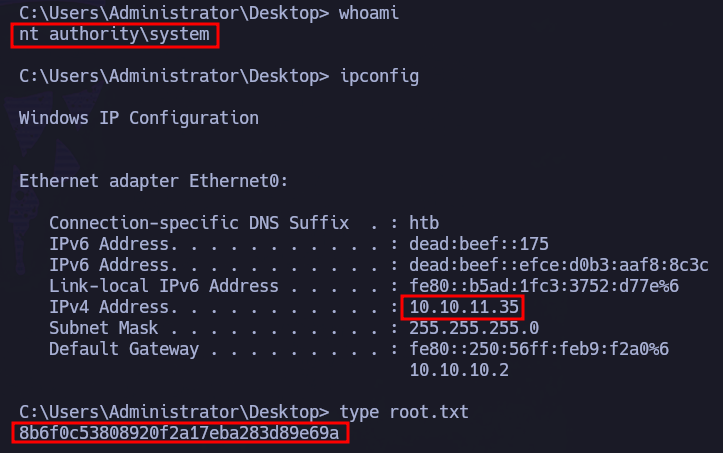 C:\Users\Administrator\Desktop> whoami
nt authority\system
C:\Users\Administrator\Desktop> ipconfig
Windows IP Configuration
Ethernet adapter Ethernet0:
Connection-specific DNS Suffix  . : htb
IPv6 Address. . . . . . . . . . . : dead:beef::175
IPv6 Address. . . . . . . . . . . : dead:beef::efce:d0b3:aaf8:8c3c
Link-local IPv6 Address . . . . . : fe80::b5ad:1fc3:3752:d77e%6
IPv4 Address. . . . . . . . . . . : 10.10.11.35
Subnet Mask . . . . . . . . . . . : 255.255.255.0
Default Gateway . . . . . . . . . : fe80::250:56ff:feb9:f2a0%6
10.10.10.2
C:\Users\Administrator\Desktop> type root.txt
8b6f0c53808920f2a17eba283d89e69a